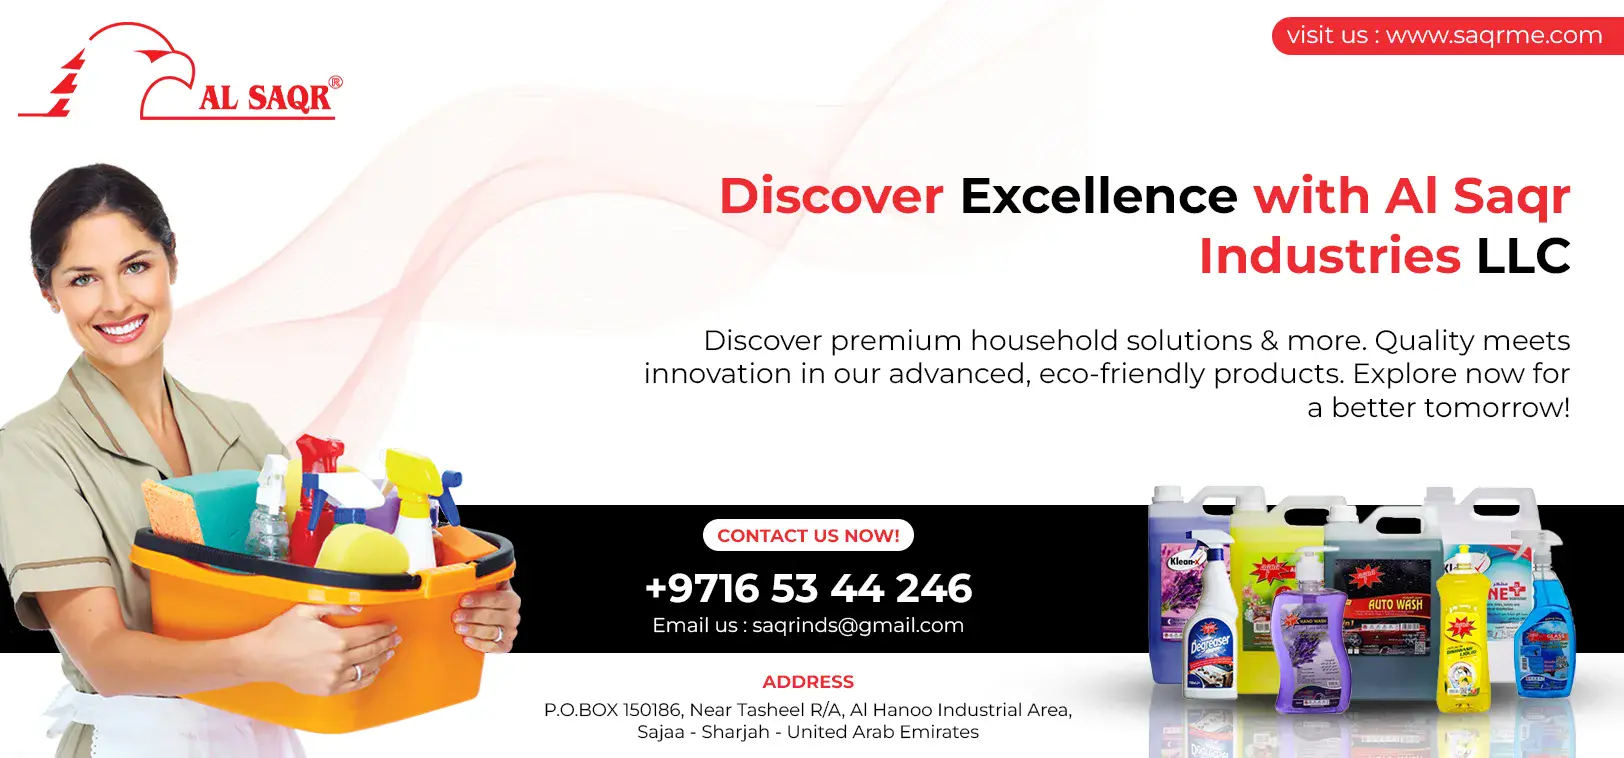 AL SAQR®
visit us : www.saqrme.com
Discover Excellence with Al Saqr
Industries LLC
Discover premium household solutions & more. Quality meets
innovation in our advanced, eco-friendly products. Explore now for
a better tomorrow!
CONTACT US NOW!
+9716 53 44 246
Email us : saqrinds@gmail.com
ADDRESS
P.O.BOX 150186, Near Tasheel R/A, Al Hanoo Industrial Area,
Sajaa - Sharjah - United Arab Emirates
Klean-X
Degreaser
HAND WASH
AUTO WASH
GLASS